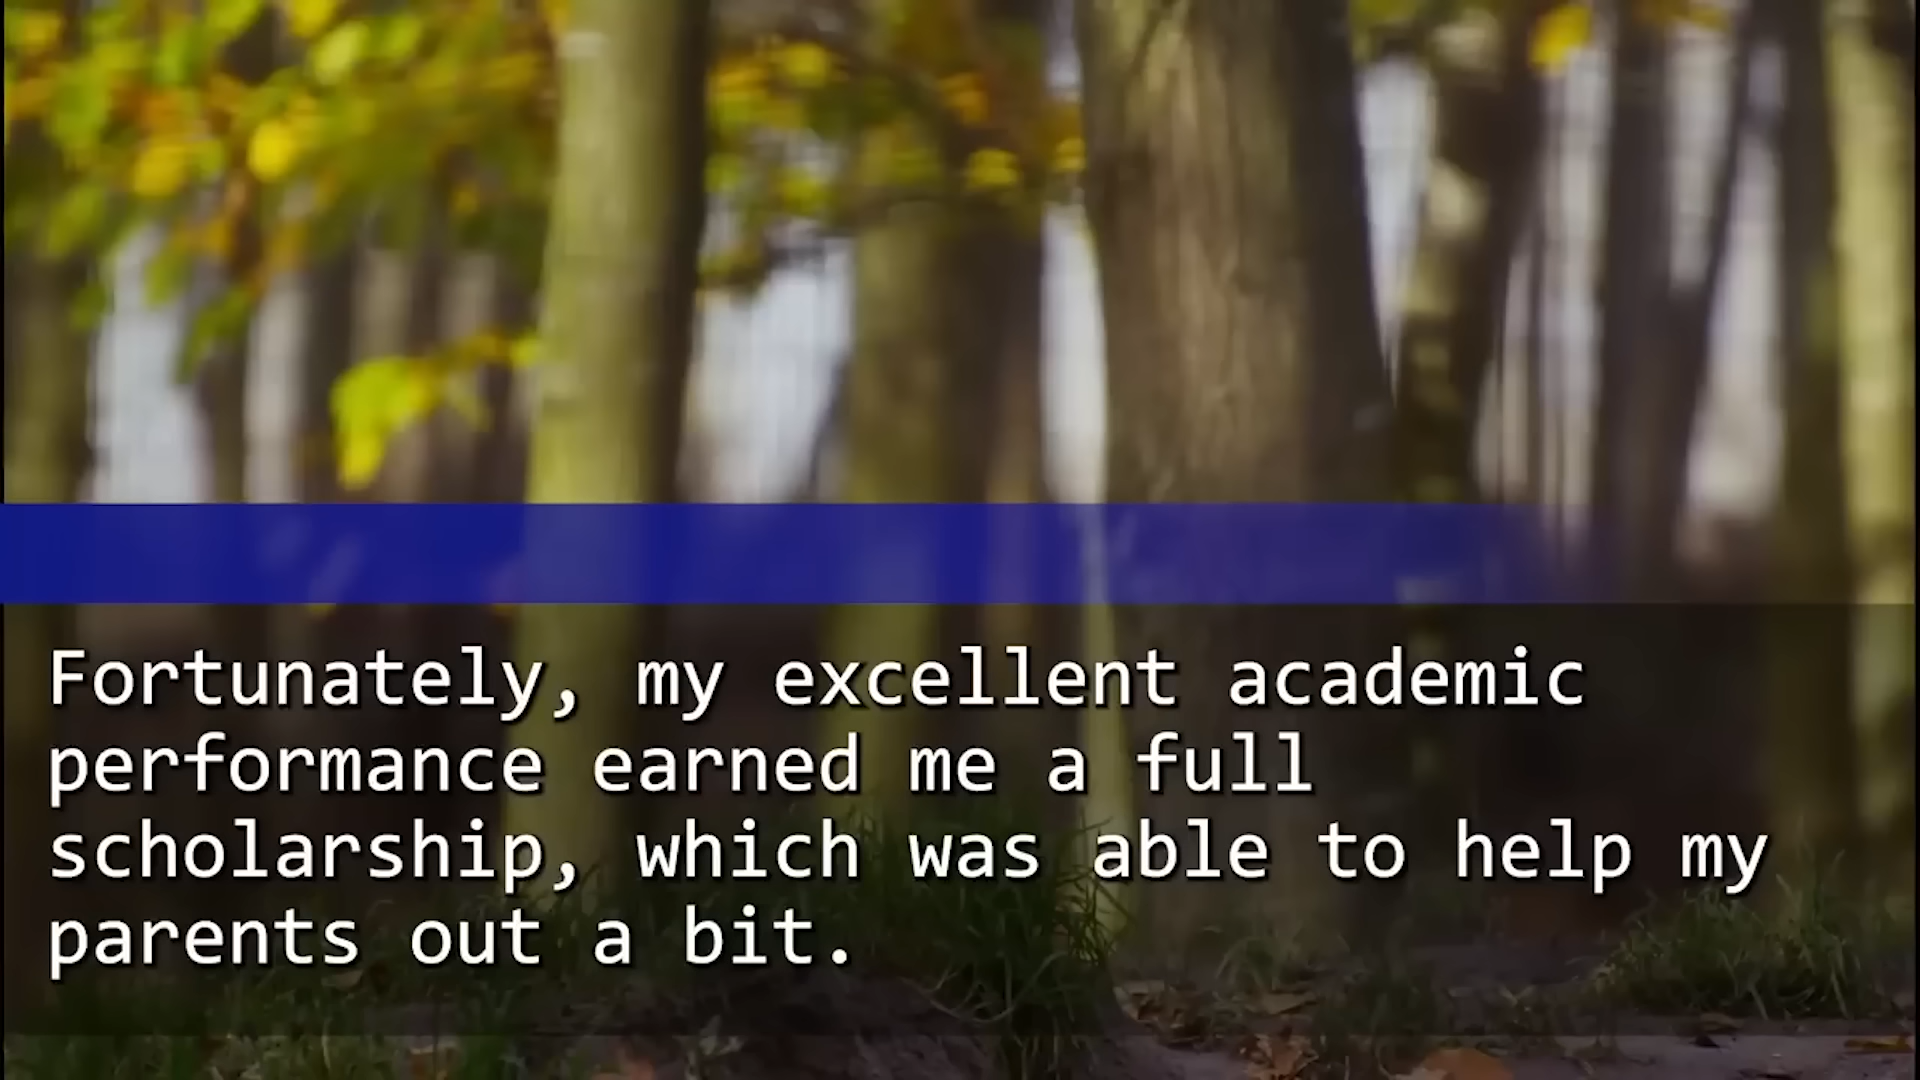 Fortunately, my excellent academic
performance earned me a full
scholarship, which was able to help my
parents out a bit.